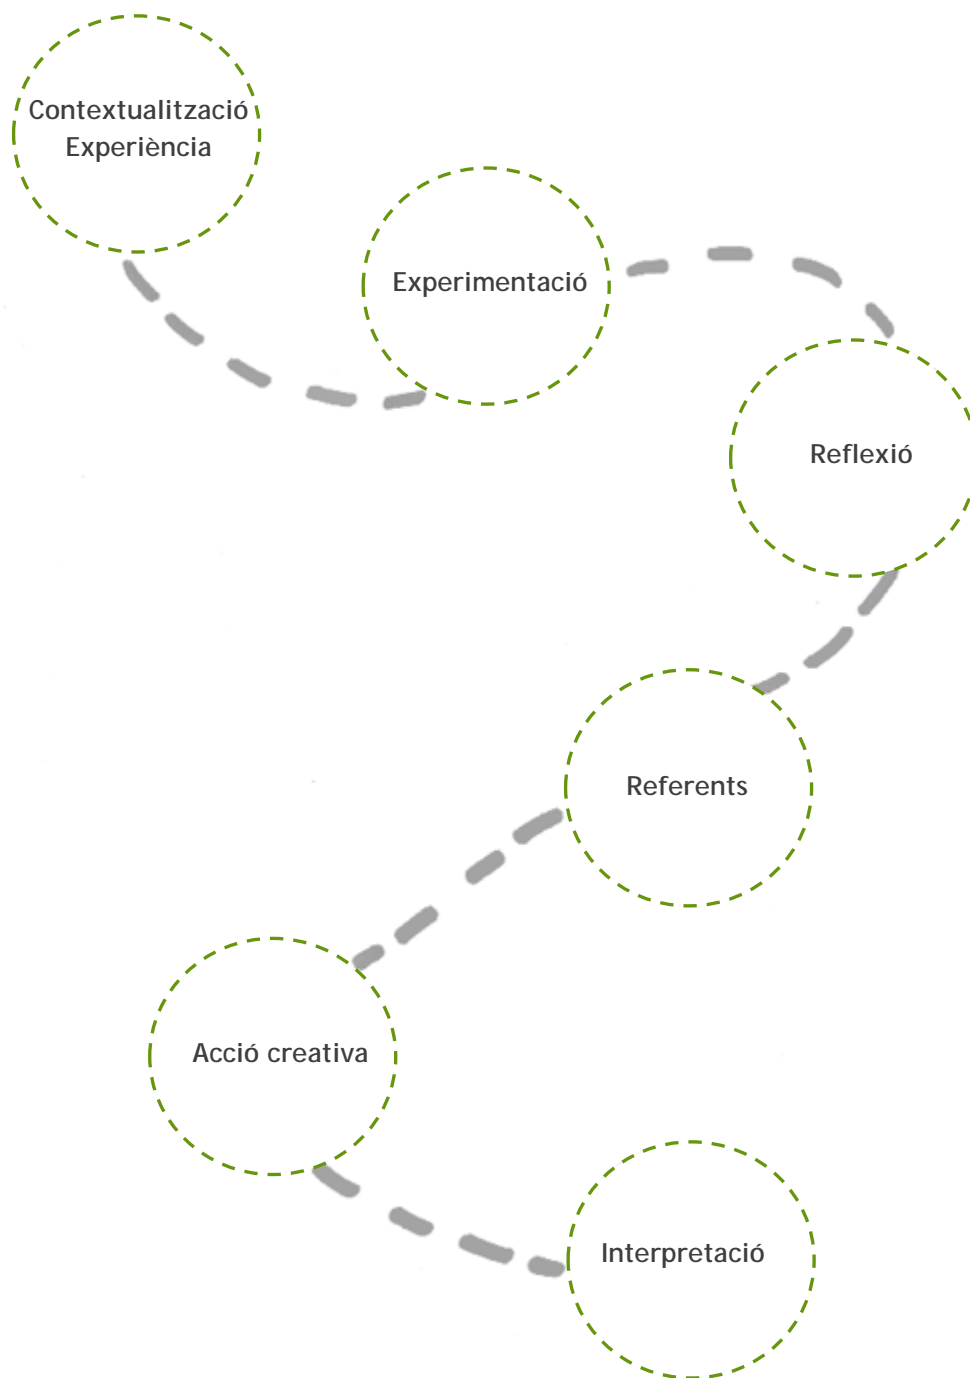 Contextualització
Experiència
Experimentació
Reflexió
Referents
Acció creativa
Interpretació